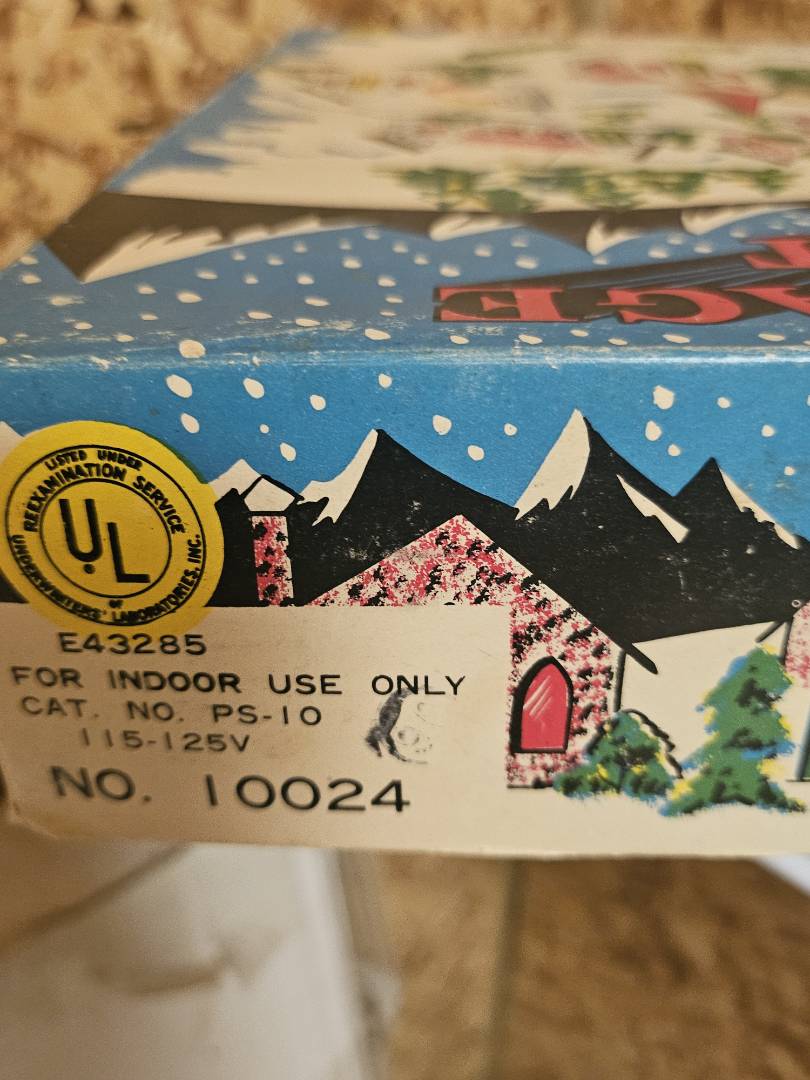 LISTED UNDER
REEXAMINATION SERVICE
UL
OF
UNDERWRITERS' LABORATORIES, INC.
E43285
FOR INDOOR USE ONLY
CAT. NO. PS-10
115-125V
NO. 10024